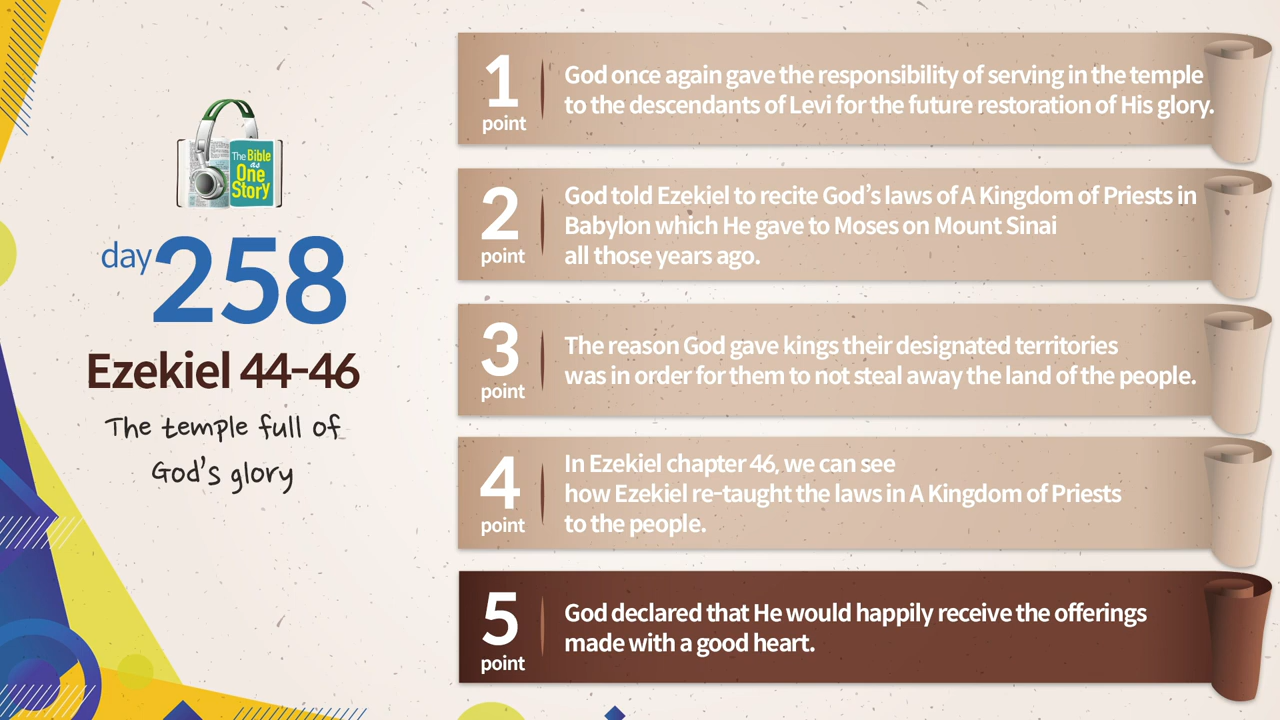 The Bible
as
One
Story
day 258
Ezekiel 44-46
The temple full of
God's glory
1
point
God once again gave the responsibility of serving in the temple
to the descendants of Levi for the future restoration of His glory.
2
point
God told Ezekiel to recite God's laws of A Kingdom of Priests in
Babylon which He gave to Moses on Mount Sinai
all those years ago.
3
point
The reason God gave kings their designated territories
was in order for them to not steal away the land of the people.
4
point
In Ezekiel chapter 46, we can see
how Ezekiel re-taught the laws in A Kingdom of Priests
to the people.
5
point
God declared that He would happily receive the offerings
made with a good heart.